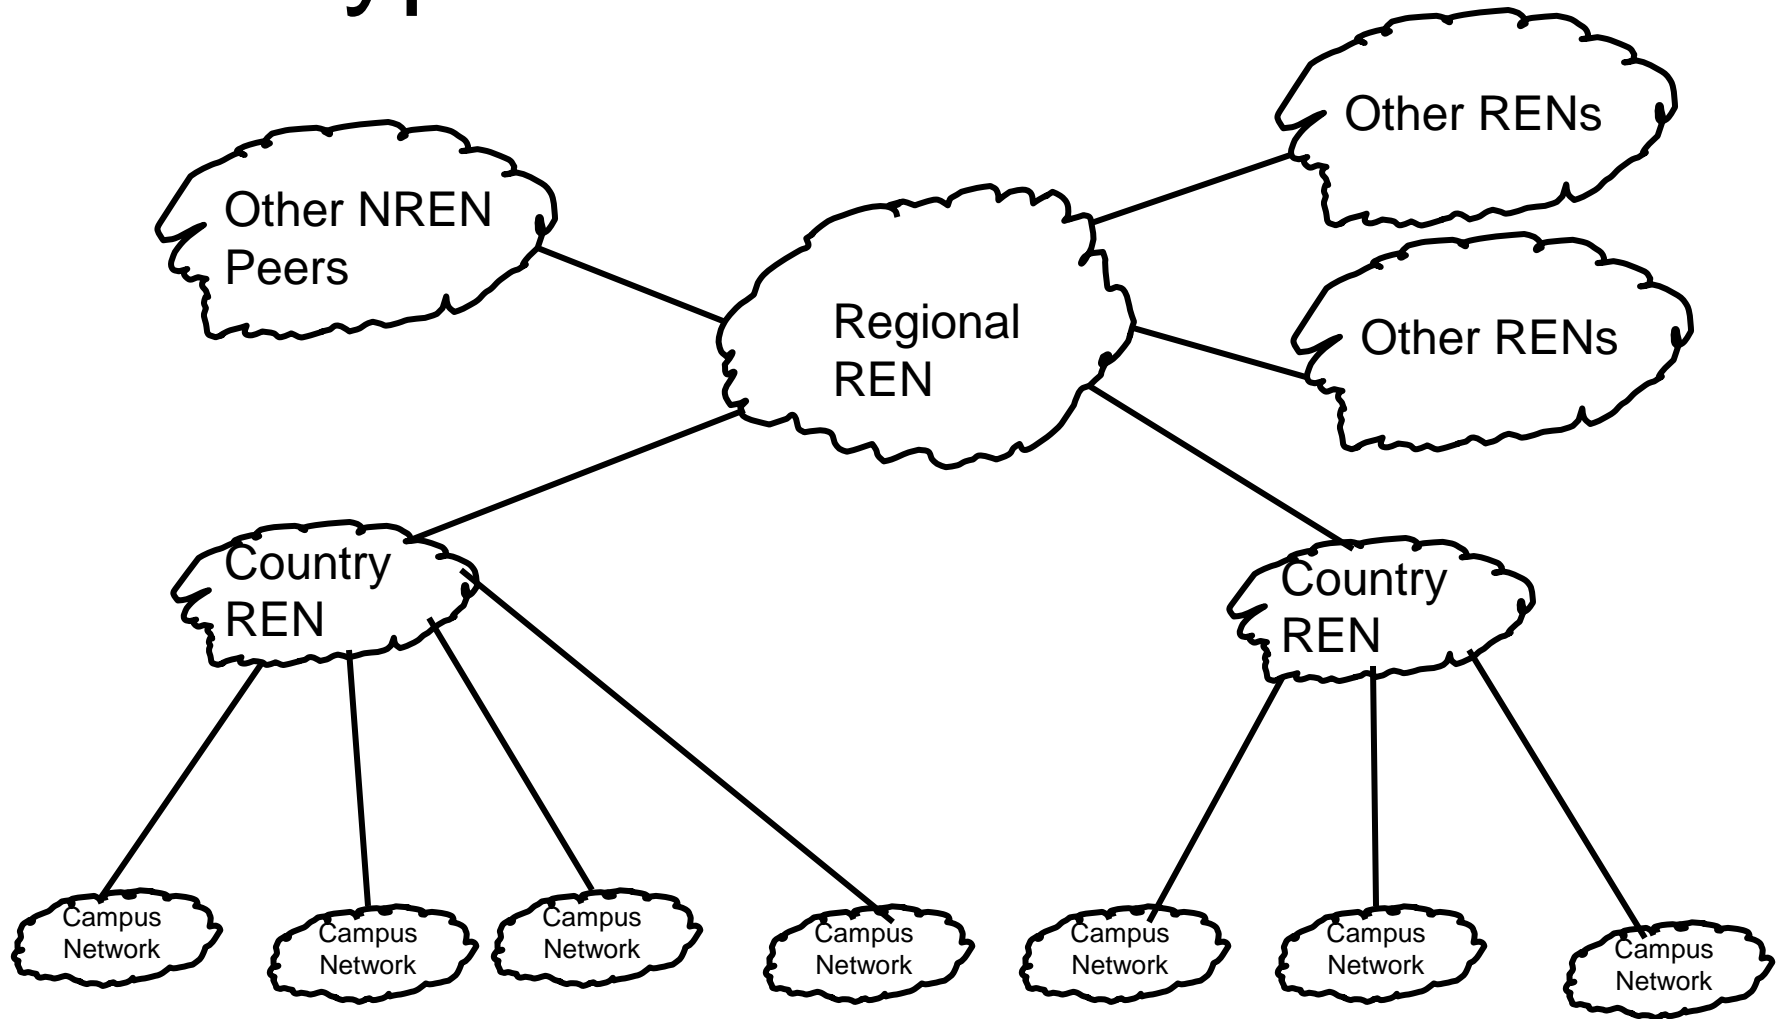 Other RENs
Other NREN
Peers
Regional
REN
Other RENs
Country
REN
Country
REN
Campus
Network
Campus
Network
Campus
Network
Campus
Network
Campus
Network
Campus
Network
Campus
Network